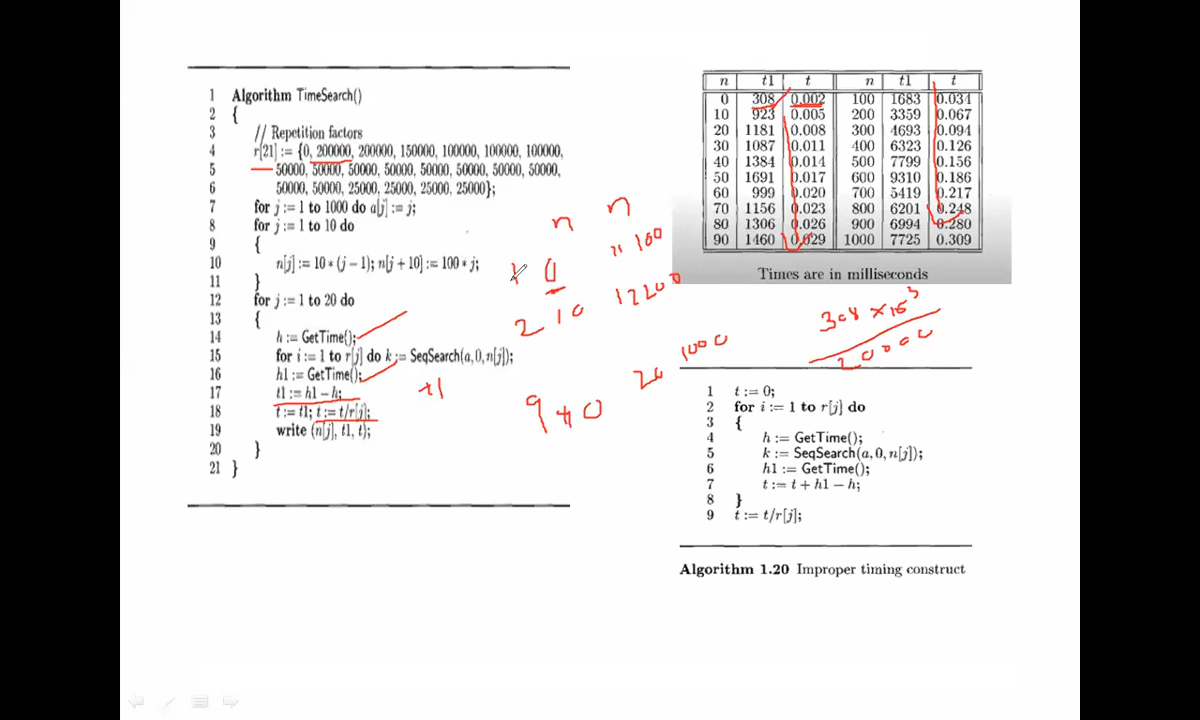 1 Algorithm TimeSearch()
2 {
3 // Repetition factors
4 r[21] := {0, 200000, 200000, 150000, 100000, 100000, 100000,
5 50000, 50000, 50000, 50000, 50000, 50000, 50000,
6 50000, 50000, 25000, 25000, 25000, 25000};
7 for j := 1 to 1000 do a[j] := j;
8 for j := 1 to 10 do
9 {
10 n[j] := 10 * (j − 1); n[j + 10] := 100 * j;
11 }
12 for j := 1 to 20 do
13 {
14 h := GetTime();
15 for i := 1 to r[j] do k := SeqSearch(a, 0, n[j]);
16 h1 := GetTime();
17 t1 := h1 − h;
18 t := t1; t := t/r[j];
19 write (n[j], t1, t);
20 }
21 }
t1
n n
1 0 11 100
2 10 12 200
20 1000
9 90
n t1 t n t1 t
0 308 0.002 100 1683 0.034
10 923 0.005 200 3359 0.067
20 1181 0.008 300 4693 0.094
30 1087 0.011 400 6323 0.126
40 1384 0.014 500 7799 0.156
50 1691 0.017 600 9310 0.186
60 999 0.020 700 5419 0.217
70 1156 0.023 800 6201 0.248
80 1306 0.026 900 6994 0.280
90 1460 0.029 1000 7725 0.309
Times are in milliseconds
308 × 10³
20000
1 t := 0;
2 for i := 1 to r[j] do
3 {
4 h := GetTime();
5 k := SeqSearch(a, 0, n[j]);
6 h1 := GetTime();
7 t := t + h1 − h;
8 }
9 t := t/r[j];
Algorithm 1.20 Improper timing construct